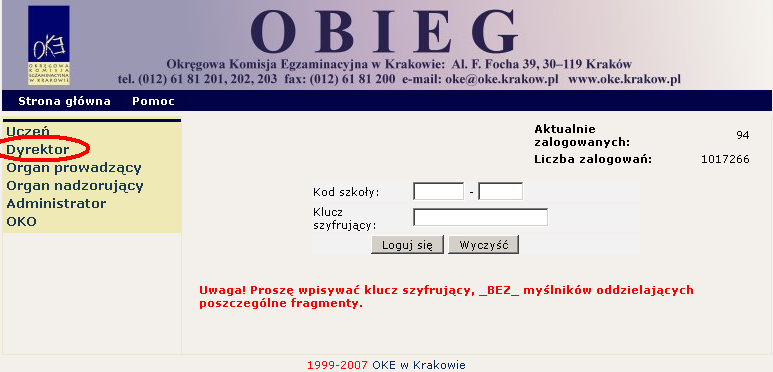 OKE
OKRĘGOWA
KOMISJA
EGZAMINACYJNA
W KRAKOWIE
OBIEG
Okręgowa Komisja Egzaminacyjna w Krakowie: Al. F. Focha 39, 30–119 Kraków
tel. (012) 61 81 201, 202, 203 fax: (012) 61 81 200 e-mail: oke@oke.krakow.pl www.oke.krakow.pl
Strona główna Pomoc
Uczeń
Dyrektor
Organ prowadzący
Organ nadzorujący
Administrator
OKO
Aktualnie
zalogowanych: 94
Liczba zalogowań: 1017266
Kod szkoły: -
Klucz
szyfrujący:
Loguj się Wyczyść
Uwaga! Proszę wpisywać klucz szyfrujący, _BEZ_ myślników oddzielających
poszczególne fragmenty.
1999-2007 OKE w Krakowie